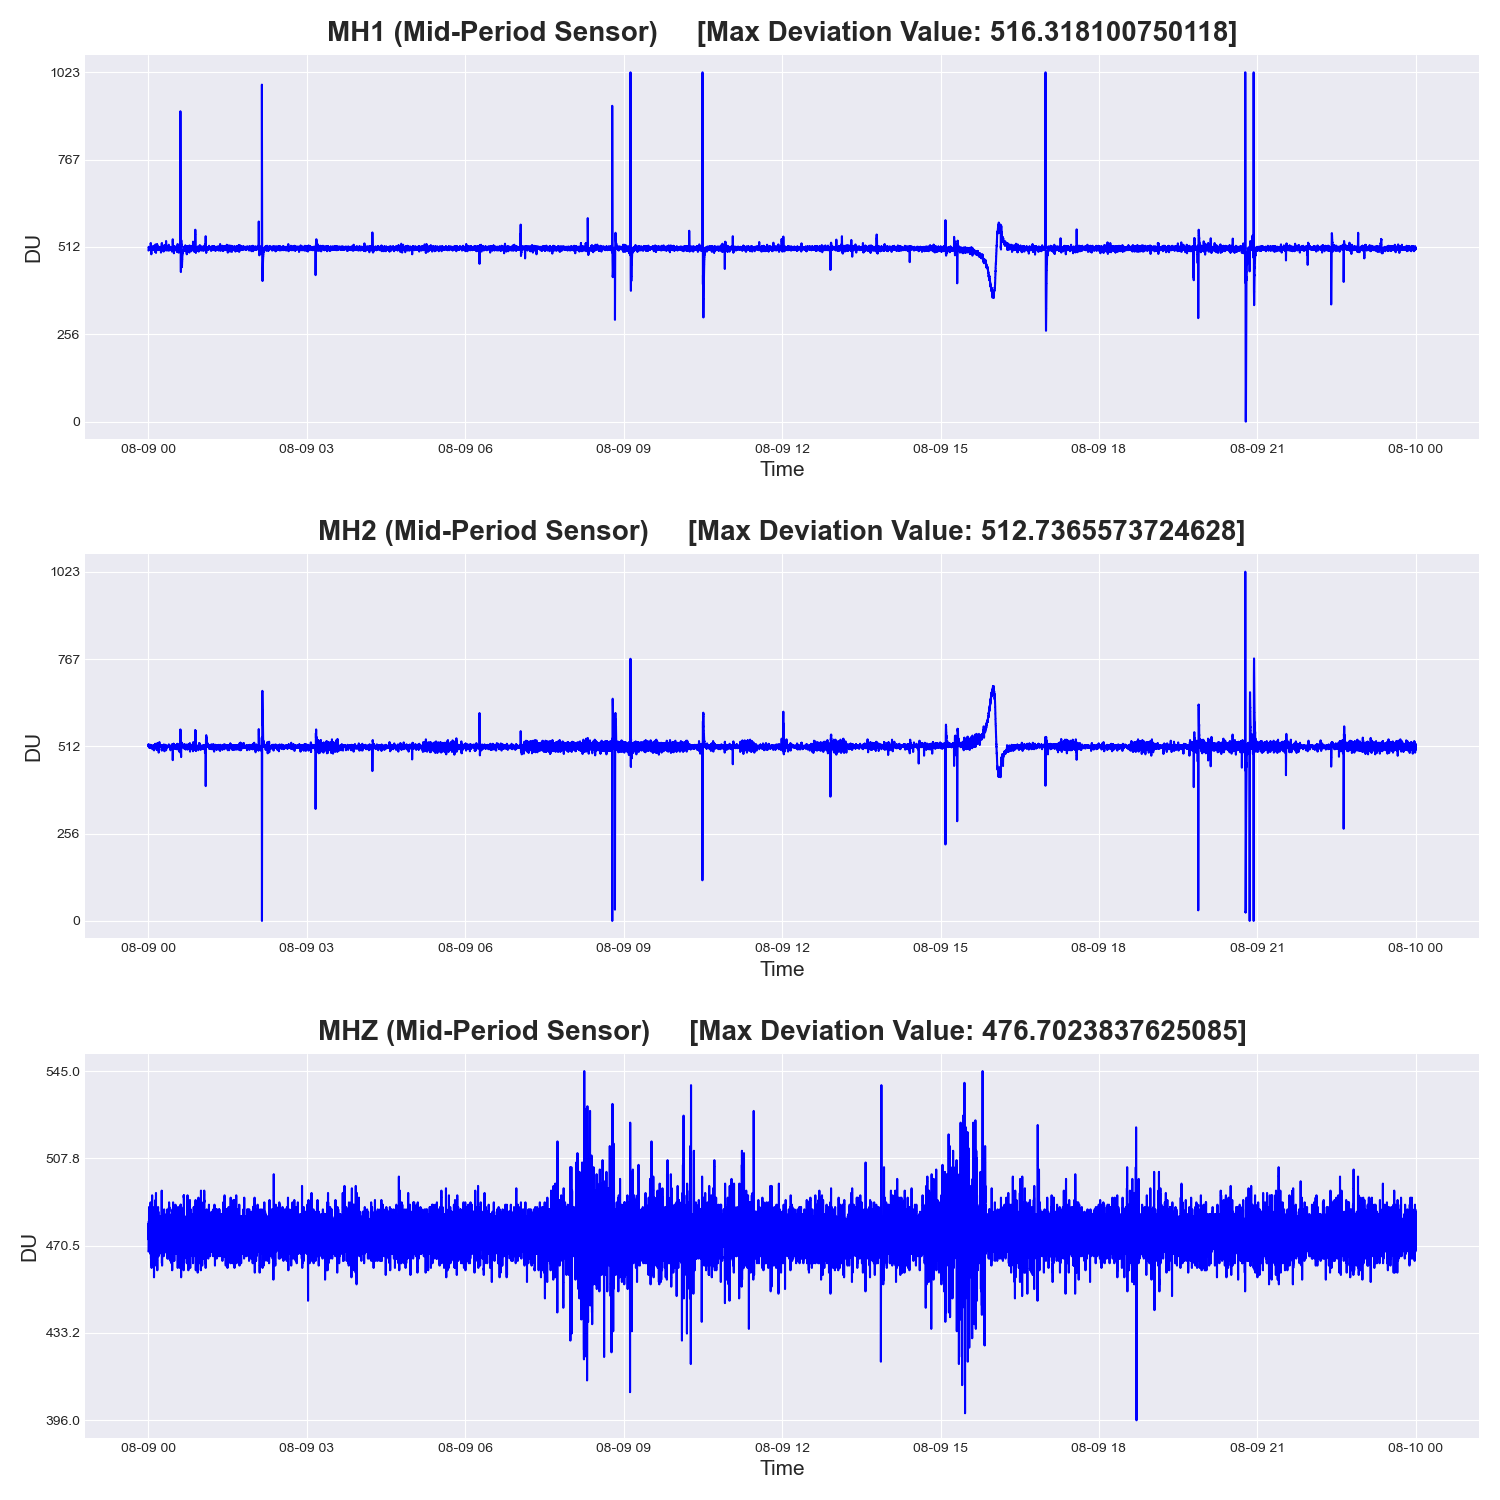 MH1 (Mid-Period Sensor) [Max Deviation Value: 516.318100750118]
1023
767
512
256
0
DU
08-09 00 08-09 03 08-09 06 08-09 09 08-09 12 08-09 15 08-09 18 08-09 21 08-10 00
Time
MH2 (Mid-Period Sensor) [Max Deviation Value: 512.7365573724628]
1023
767
512
256
0
DU
08-09 00 08-09 03 08-09 06 08-09 09 08-09 12 08-09 15 08-09 18 08-09 21 08-10 00
Time
MHZ (Mid-Period Sensor) [Max Deviation Value: 476.7023837625085]
545.0
507.8
470.5
433.2
396.0
DU
08-09 00 08-09 03 08-09 06 08-09 09 08-09 12 08-09 15 08-09 18 08-09 21 08-10 00
Time